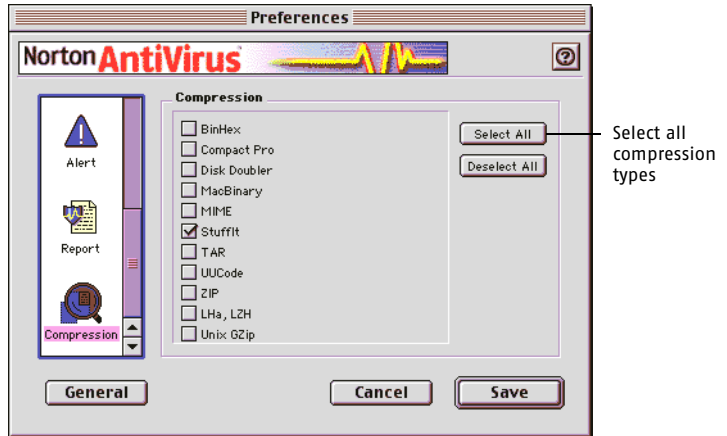 Preferences
Norton AntiVirus
Alert
Report
Compression
Compression
BinHex
Compact Pro
Disk Doubler
MacBinary
MIME
StuffIt
TAR
UUCode
ZIP
LHa, LZH
Unix GZip
Select All
Deselect All
Select all
compression
types
General
Cancel
Save